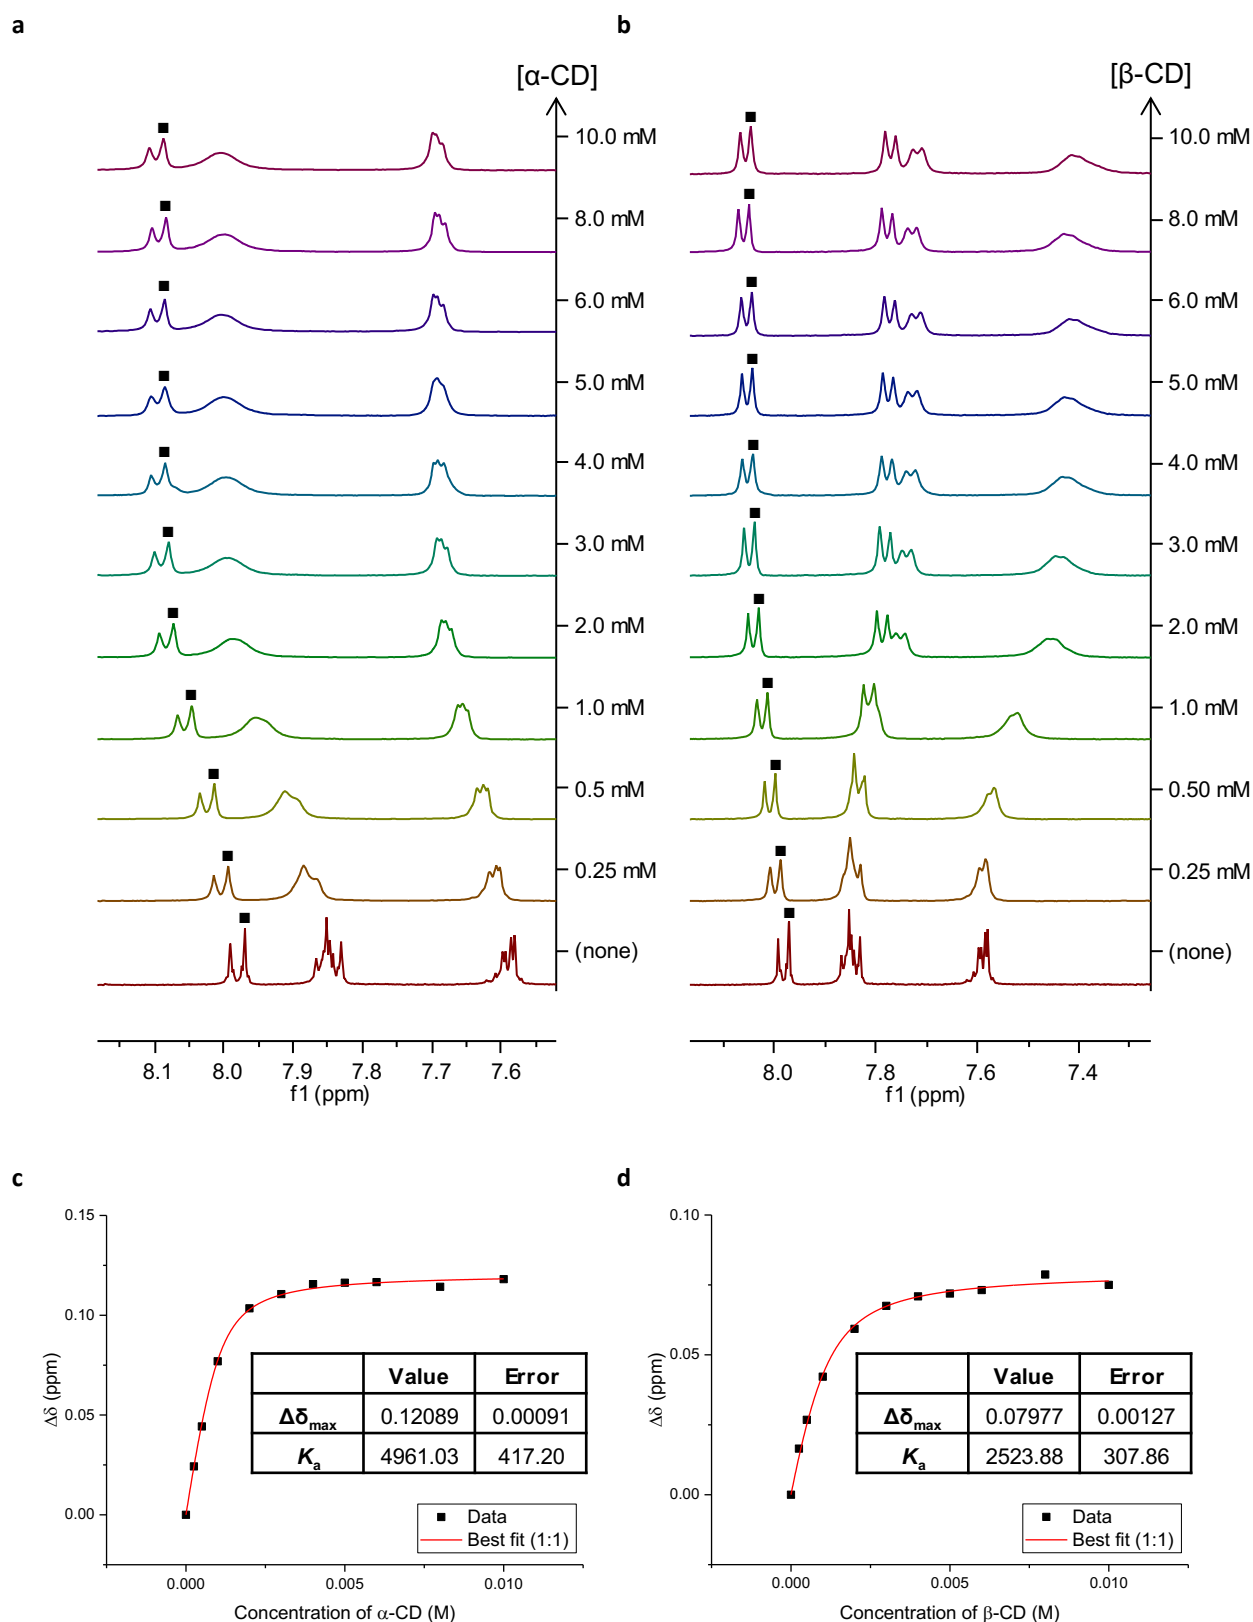 a
b
[α-CD]
[β-CD]
10.0 mM
8.0 mM
6.0 mM
5.0 mM
4.0 mM
3.0 mM
2.0 mM
1.0 mM
0.5 mM
0.25 mM
(none)
8.1 8.0 7.9 7.8 7.7 7.6
f1 (ppm)
10.0 mM
8.0 mM
6.0 mM
5.0 mM
4.0 mM
3.0 mM
2.0 mM
1.0 mM
0.50 mM
0.25 mM
(none)
8.0 7.8 7.6 7.4
f1 (ppm)
c
0.15
0.10
0.05
0.00
Δδ (ppm)
Value Error
Δδmax 0.12089 0.00091
Ka 4961.03 417.20
Data
Best fit (1:1)
0.000 0.005 0.010
Concentration of α-CD (M)
d
0.10
0.05
0.00
Δδ (ppm)
Value Error
Δδmax 0.07977 0.00127
Ka 2523.88 307.86
Data
Best fit (1:1)
0.000 0.005 0.010
Concentration of β-CD (M)